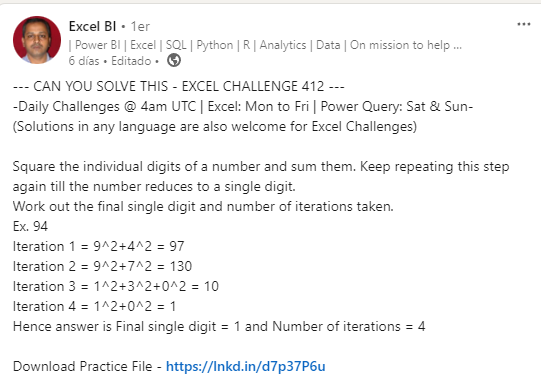 Excel BI • 1er
| Power BI | Excel | SQL | Python | R | Analytics | Data | On mission to help ...
6 días • Editado •
--- CAN YOU SOLVE THIS - EXCEL CHALLENGE 412 ---
-Daily Challenges @ 4am UTC | Excel: Mon to Fri | Power Query: Sat & Sun-
(Solutions in any language are also welcome for Excel Challenges)
Square the individual digits of a number and sum them. Keep repeating this step
again till the number reduces to a single digit.
Work out the final single digit and number of iterations taken.
Ex. 94
Iteration 1 = 9^2+4^2 = 97
Iteration 2 = 9^2+7^2 = 130
Iteration 3 = 1^2+3^2+0^2 = 10
Iteration 4 = 1^2+0^2 = 1
Hence answer is Final single digit = 1 and Number of iterations = 4
Download Practice File - https://lnkd.in/d7p37P6u